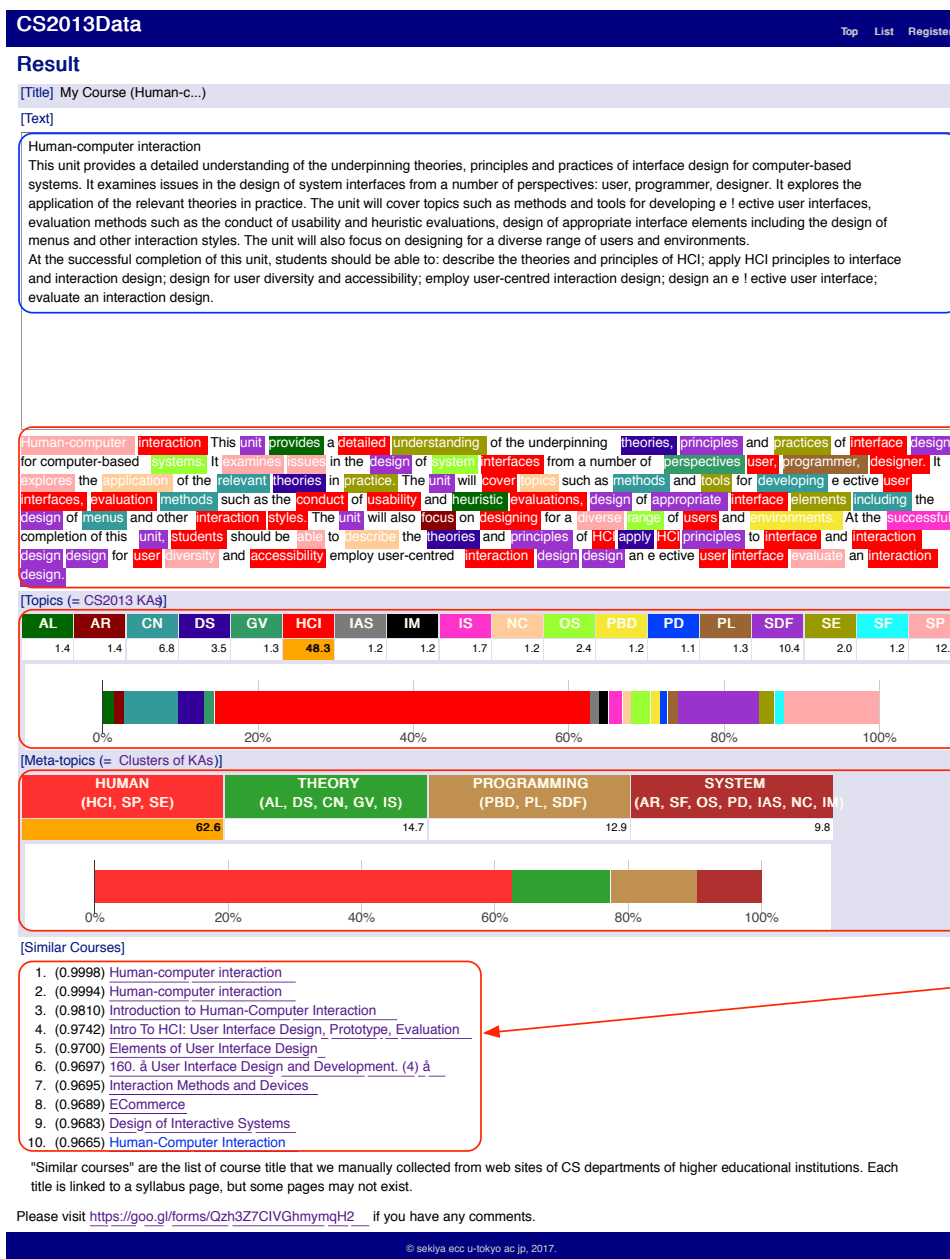 CS2013Data
Top List Register
Result
[Title] My Course (Human-c...)
[Text]
Human-computer interaction
This unit provides a detailed understanding of the underpinning theories, principles and practices of interface design for computer-based
systems. It examines issues in the design of system interfaces from a number of perspectives: user, programmer, designer. It explores the
application of the relevant theories in practice. The unit will cover topics such as methods and tools for developing e ! ective user interfaces,
evaluation methods such as the conduct of usability and heuristic evaluations, design of appropriate interface elements including the design of
menus and other interaction styles. The unit will also focus on designing for a diverse range of users and environments.
At the successful completion of this unit, students should be able to: describe the theories and principles of HCI; apply HCI principles to interface
and interaction design; design for user diversity and accessibility; employ user-centred interaction design; design an e ! ective user interface;
evaluate an interaction design.
Human-computer interaction This unit provides a detailed understanding of the underpinning theories, principles and practices of interface design
for computer-based systems. It examines issues in the design of system interfaces from a number of perspectives user, programmer, designer. It
explores the application of the relevant theories in practice. The unit will cover topics such as methods and tools for developing e ective user
interfaces, evaluation methods such as the conduct of usability and heuristic evaluations, design of appropriate interface elements including the
design of menus and other interaction styles. The unit will also focus on designing for a diverse range of users and environments. At the successful
completion of this unit, students should be able to describe the theories and principles of HCI apply HCI principles to interface and interaction
design design for user diversity and accessibility employ user-centred interaction design design an e ective user interface evaluate an interaction
design.
[Topics (= CS2013 KAs)]
AL AR CN DS GV HCI IAS IM IS NC OS PBD PD PL SDF SE SF SP
1.4 1.4 6.8 3.5 1.3 48.3 1.2 1.2 1.7 1.2 2.4 1.2 1.1 1.3 10.4 2.0 1.2 12.
0% 20% 40% 60% 80% 100%
[Meta-topics (= Clusters of KAs)]
HUMAN THEORY PROGRAMMING SYSTEM
(HCI, SP, SE) (AL, DS, CN, GV, IS) (PBD, PL, SDF) (AR, SF, OS, PD, IAS, NC, IM)
62.6 14.7 12.9 9.8
0% 20% 40% 60% 80% 100%
[Similar Courses]
1. (0.9998) Human-computer interaction
2. (0.9994) Human-computer interaction
3. (0.9810) Introduction to Human-Computer Interaction
4. (0.9742) Intro To HCI: User Interface Design, Prototype, Evaluation
5. (0.9700) Elements of User Interface Design
6. (0.9697) 160. å User Interface Design and Development. (4) å
7. (0.9695) Interaction Methods and Devices
8. (0.9689) ECommerce
9. (0.9683) Design of Interactive Systems
10. (0.9665) Human-Computer Interaction
"Similar courses" are the list of course title that we manually collected from web sites of CS departments of higher educational institutions. Each
title is linked to a syllabus page, but some pages may not exist.
Please visit https://goo.gl/forms/Qzh3Z7CIVGhmymqH2 if you have any comments.
© sekiya ecc u-tokyo ac jp, 2017.